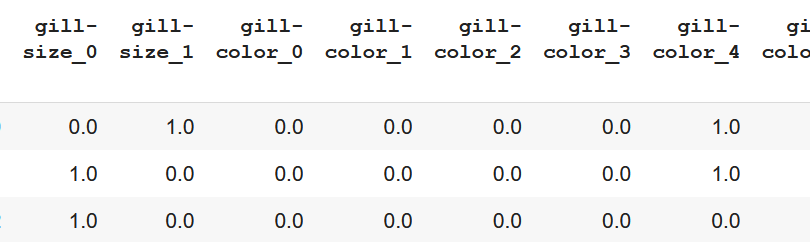 gill- gill- gill- gill- gill- gill- gill-
size_0 size_1 color_0 color_1 color_2 color_3 color_4
0.0 1.0 0.0 0.0 0.0 0.0 1.0
1.0 0.0 0.0 0.0 0.0 0.0 1.0
1.0 0.0 0.0 0.0 0.0 0.0 0.0